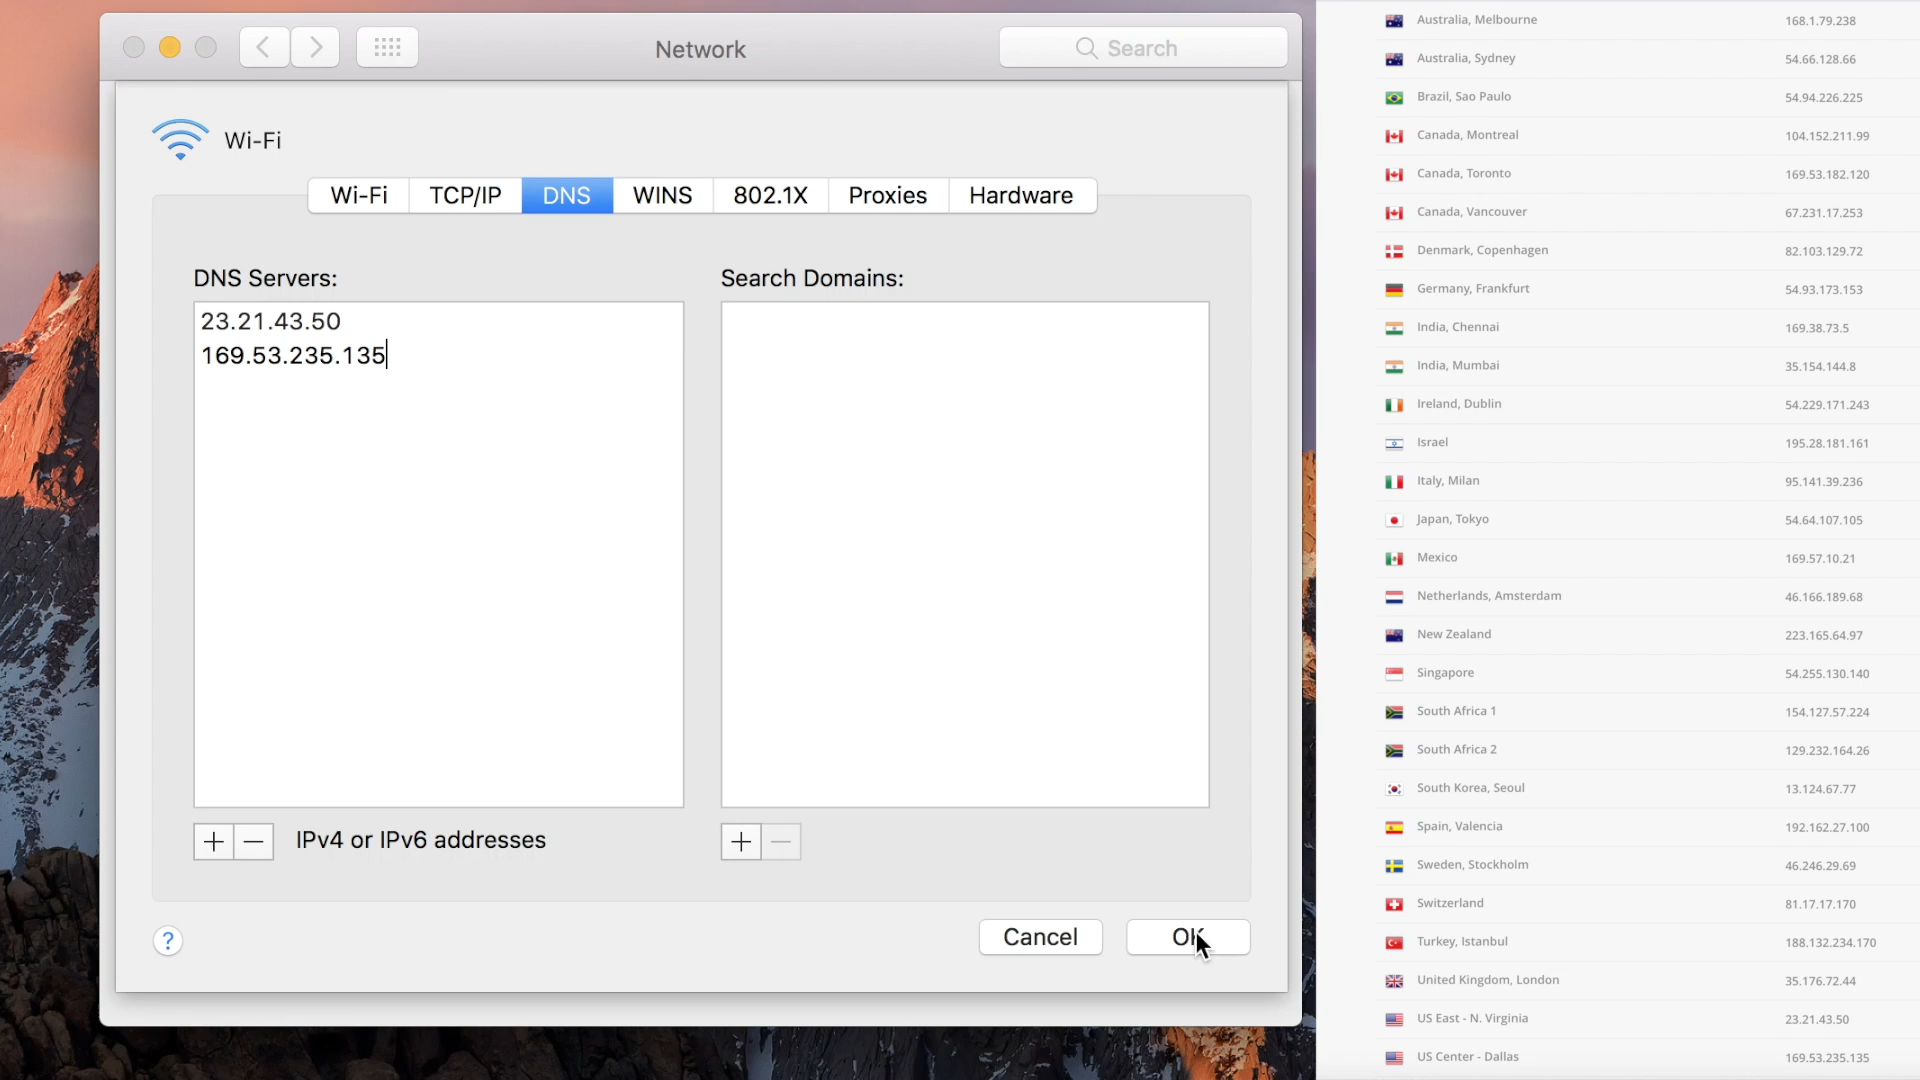 Network
Search
Wi-Fi
Wi-Fi TCP/IP DNS WINS 802.1X Proxies Hardware
DNS Servers:
23.21.43.50
169.53.235.135
Search Domains:
+ − IPv4 or IPv6 addresses
+ −
?
Cancel
OK
Australia, Melbourne 168.1.79.238
Australia, Sydney 54.66.128.66
Brazil, Sao Paulo 54.94.226.225
Canada, Montreal 104.152.211.99
Canada, Toronto 169.53.182.120
Canada, Vancouver 67.231.17.253
Denmark, Copenhagen 82.103.129.72
Germany, Frankfurt 54.93.173.153
India, Chennai 169.38.73.5
India, Mumbai 35.154.144.8
Ireland, Dublin 54.229.171.243
Israel 195.28.181.161
Italy, Milan 95.141.39.236
Japan, Tokyo 54.64.107.105
Mexico 169.57.10.21
Netherlands, Amsterdam 46.166.189.68
New Zealand 223.165.64.97
Singapore 54.255.130.140
South Africa 1 154.127.57.224
South Africa 2 129.232.164.26
South Korea, Seoul 13.124.67.77
Spain, Valencia 192.162.27.100
Sweden, Stockholm 46.246.29.69
Switzerland 81.17.17.170
Turkey, Istanbul 188.132.234.170
United Kingdom, London 35.176.72.44
US East - N. Virginia 23.21.43.50
US Center - Dallas 169.53.235.135